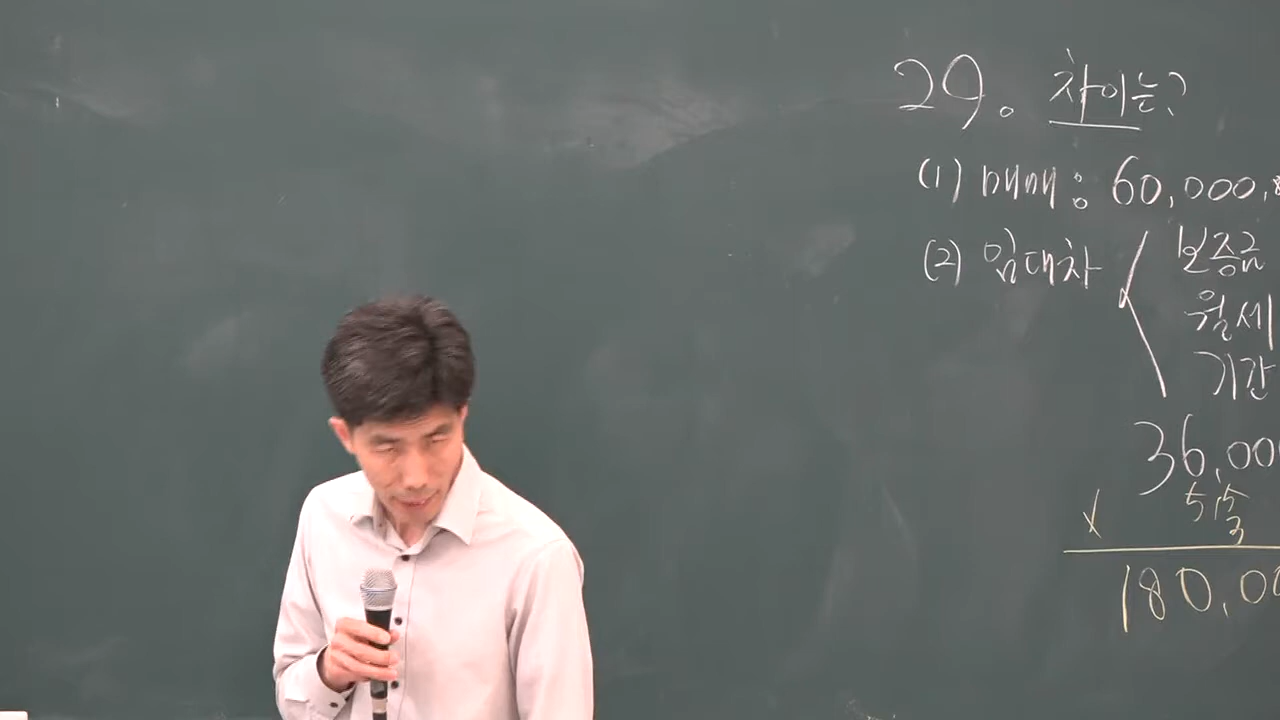 29. 차이는?
(1) 매매 : 60,000,
(2) 임대차 < 보증금
월세
기간
36,000
× 5
180,00